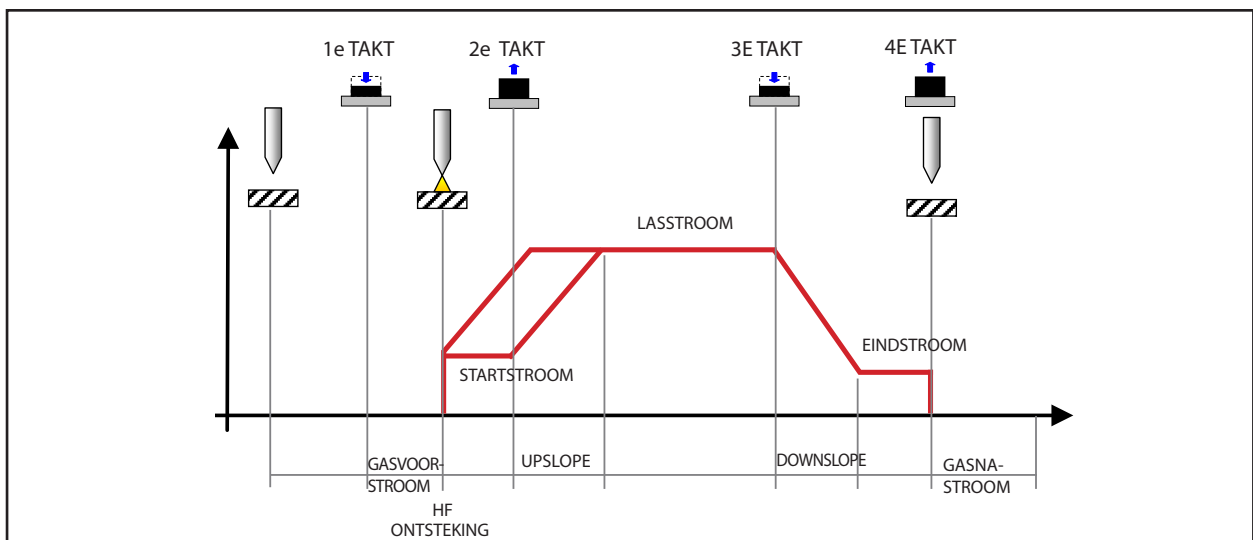 1e TAKT
2e TAKT
3E TAKT
4E TAKT
LASSTROOM
EINDSTROOM
STARTSTROOM
GASVOOR-
STROOM
UPSLOPE
DOWNSLOPE
GASNA-
STROOM
HF
ONTSTEKING